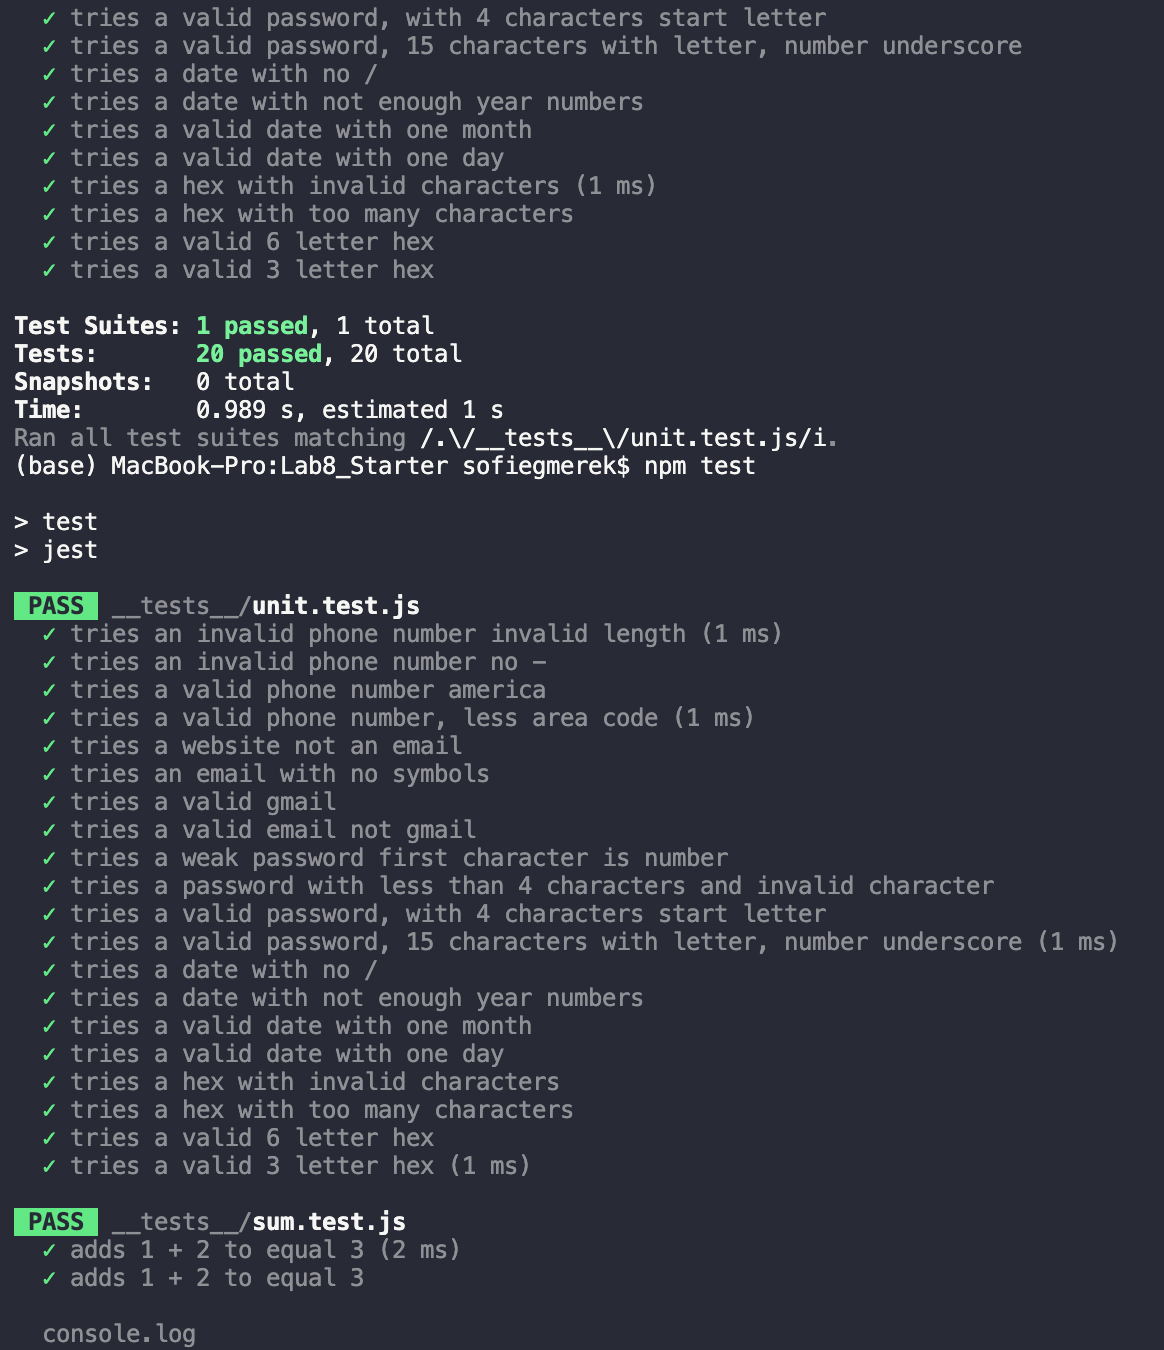 ✓ tries a valid password, with 4 characters start letter
✓ tries a valid password, 15 characters with letter, number underscore
✓ tries a date with no /
✓ tries a date with not enough year numbers
✓ tries a valid date with one month
✓ tries a valid date with one day
✓ tries a hex with invalid characters (1 ms)
✓ tries a hex with too many characters
✓ tries a valid 6 letter hex
✓ tries a valid 3 letter hex
Test Suites: 1 passed, 1 total
Tests: 20 passed, 20 total
Snapshots: 0 total
Time: 0.989 s, estimated 1 s
Ran all test suites matching /.\/__tests__\/unit.test.js/i.
(base) MacBook-Pro:Lab8_Starter sofiegmerek$ npm test
> test
> jest
PASS __tests__/unit.test.js
✓ tries an invalid phone number invalid length (1 ms)
✓ tries an invalid phone number no -
✓ tries a valid phone number america
✓ tries a valid phone number, less area code (1 ms)
✓ tries a website not an email
✓ tries an email with no symbols
✓ tries a valid gmail
✓ tries a valid email not gmail
✓ tries a weak password first character is number
✓ tries a password with less than 4 characters and invalid character
✓ tries a valid password, with 4 characters start letter
✓ tries a valid password, 15 characters with letter, number underscore (1 ms)
✓ tries a date with no /
✓ tries a date with not enough year numbers
✓ tries a valid date with one month
✓ tries a valid date with one day
✓ tries a hex with invalid characters
✓ tries a hex with too many characters
✓ tries a valid 6 letter hex
✓ tries a valid 3 letter hex (1 ms)
PASS __tests__/sum.test.js
✓ adds 1 + 2 to equal 3 (2 ms)
✓ adds 1 + 2 to equal 3
console.log